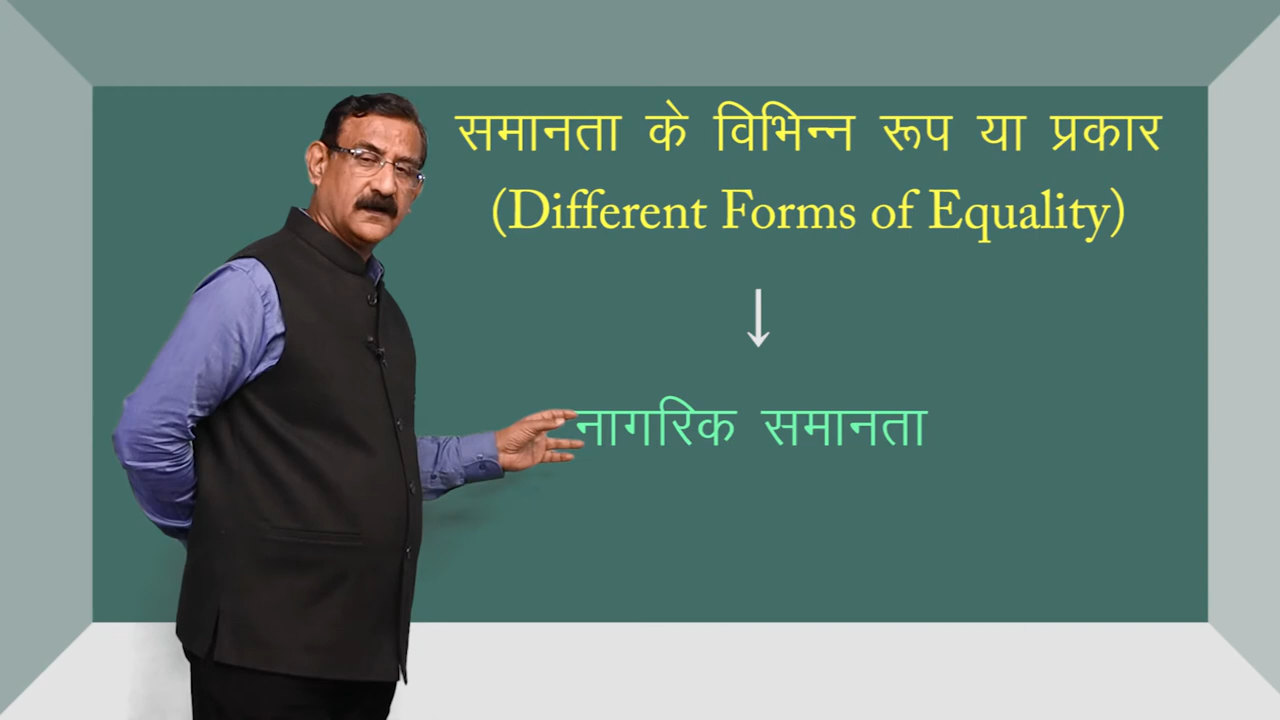 समानता के विभिन्न रूप या प्रकार
(Different Forms of Equality)
नागरिक समानता